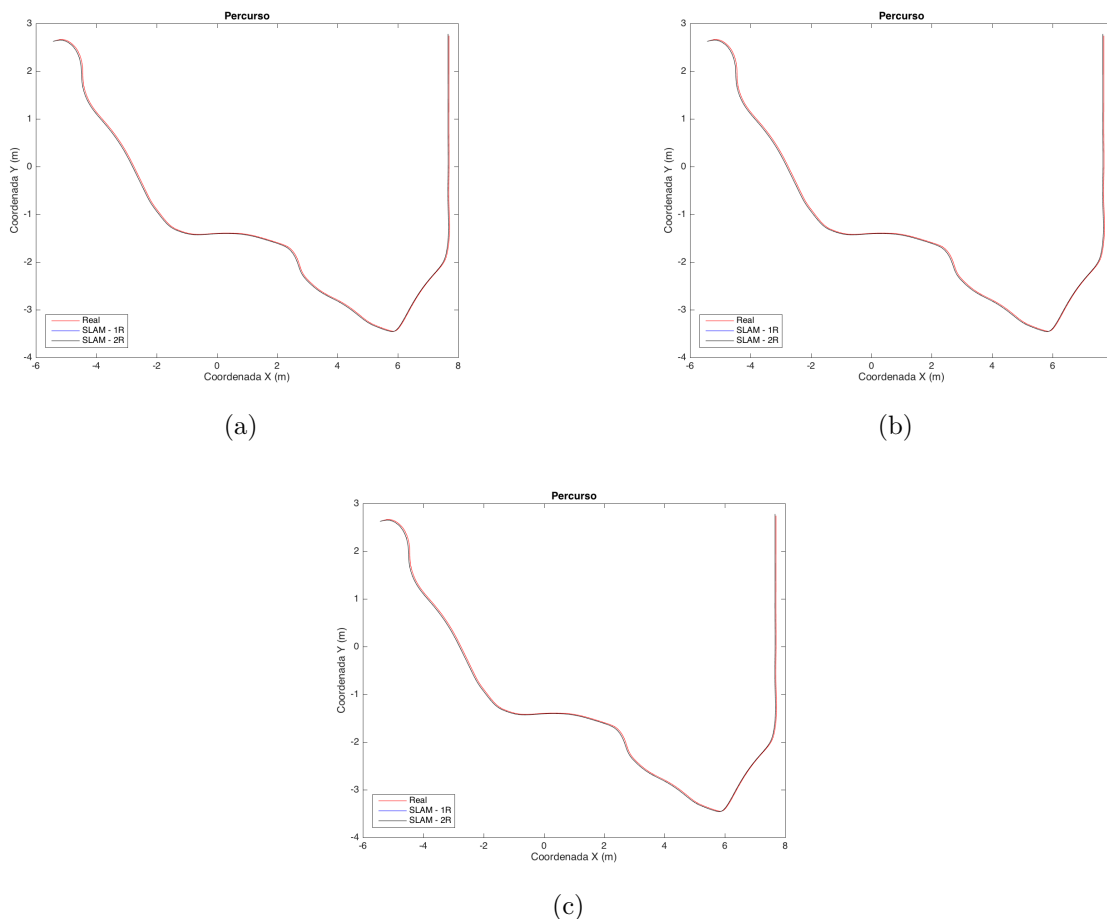 Percurso
3
2
1
0
-1
-2
-3
-4
Coordenada Y (m)
Real
SLAM - 1R
SLAM - 2R
-6 -4 -2 0 2 4 6 8
Coordenada X (m)
(a)
Percurso
3
2
1
0
-1
-2
-3
-4
Coordenada Y (m)
Real
SLAM - 1R
SLAM - 2R
-6 -4 -2 0 2 4 6
Coordenada X (m)
(b)
Percurso
3
2
1
0
-1
-2
-3
-4
Coordenada Y (m)
Real
SLAM - 1R
SLAM - 2R
-6 -4 -2 0 2 4 6 8
Coordenada X (m)
(c)